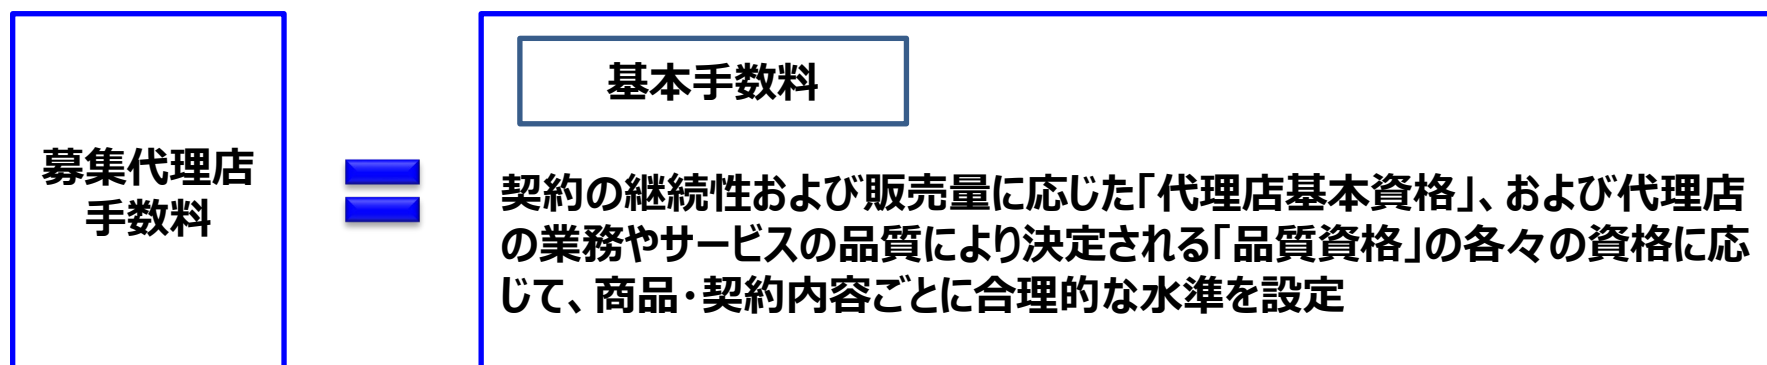 募集代理店
手数料
基本手数料
契約の継続性および販売量に応じた「代理店基本資格」、および代理店
の業務やサービスの品質により決定される「品質資格」の各々の資格に応
じて、商品・契約内容ごとに合理的な水準を設定